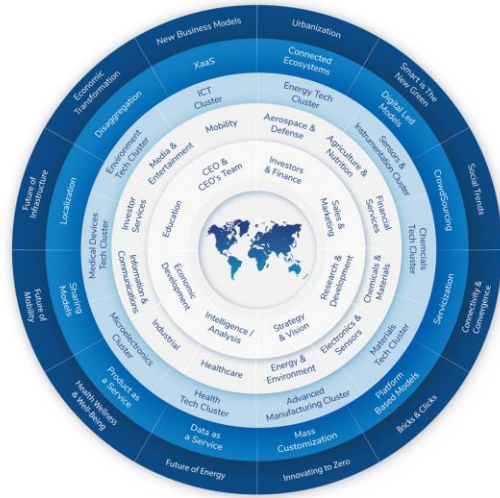 New Business Models
Urbanization
Smart is The
New Green
Social Trends
Connectivity &
Convergence
Bricks & Clicks
Innovating to Zero
Future of Energy
Health Wellness
& Well-Being
Future of
Mobility
Future of
Infrastructure
Economic
Transformation
XaaS
Connected
Ecosystems
Digital Led
Models
CrowdSourcing
Servicization
Platform
Based Models
Mass
Customization
Data as
a Service
Product as
a Service
Sharing
Models
Localization
Disaggregation
ICT
Cluster
Energy Tech
Cluster
Sensors &
Instrumentation Cluster
Chemcials
Tech Cluster
Materials
Tech Cluster
Advanced
Manufacturing Cluster
Health
Tech Cluster
Microelectronics
Cluster
Medical Devices
Tech Cluster
Environment
Tech Cluster
Mobility
Aerospace &
Defense
Agriculture &
Nutrition
Financial
Services
Chemicals &
Materials
Electronics &
Sensors
Energy &
Environment
Healthcare
Industrial
Information &
Communications
Investor
Services
Media &
Entertainment
Education
CEO &
CEO's Team
Investors
& Finance
Sales &
Marketing
Research &
Development
Strategy
& Vision
Intelligence /
Analysis
Economic
Development